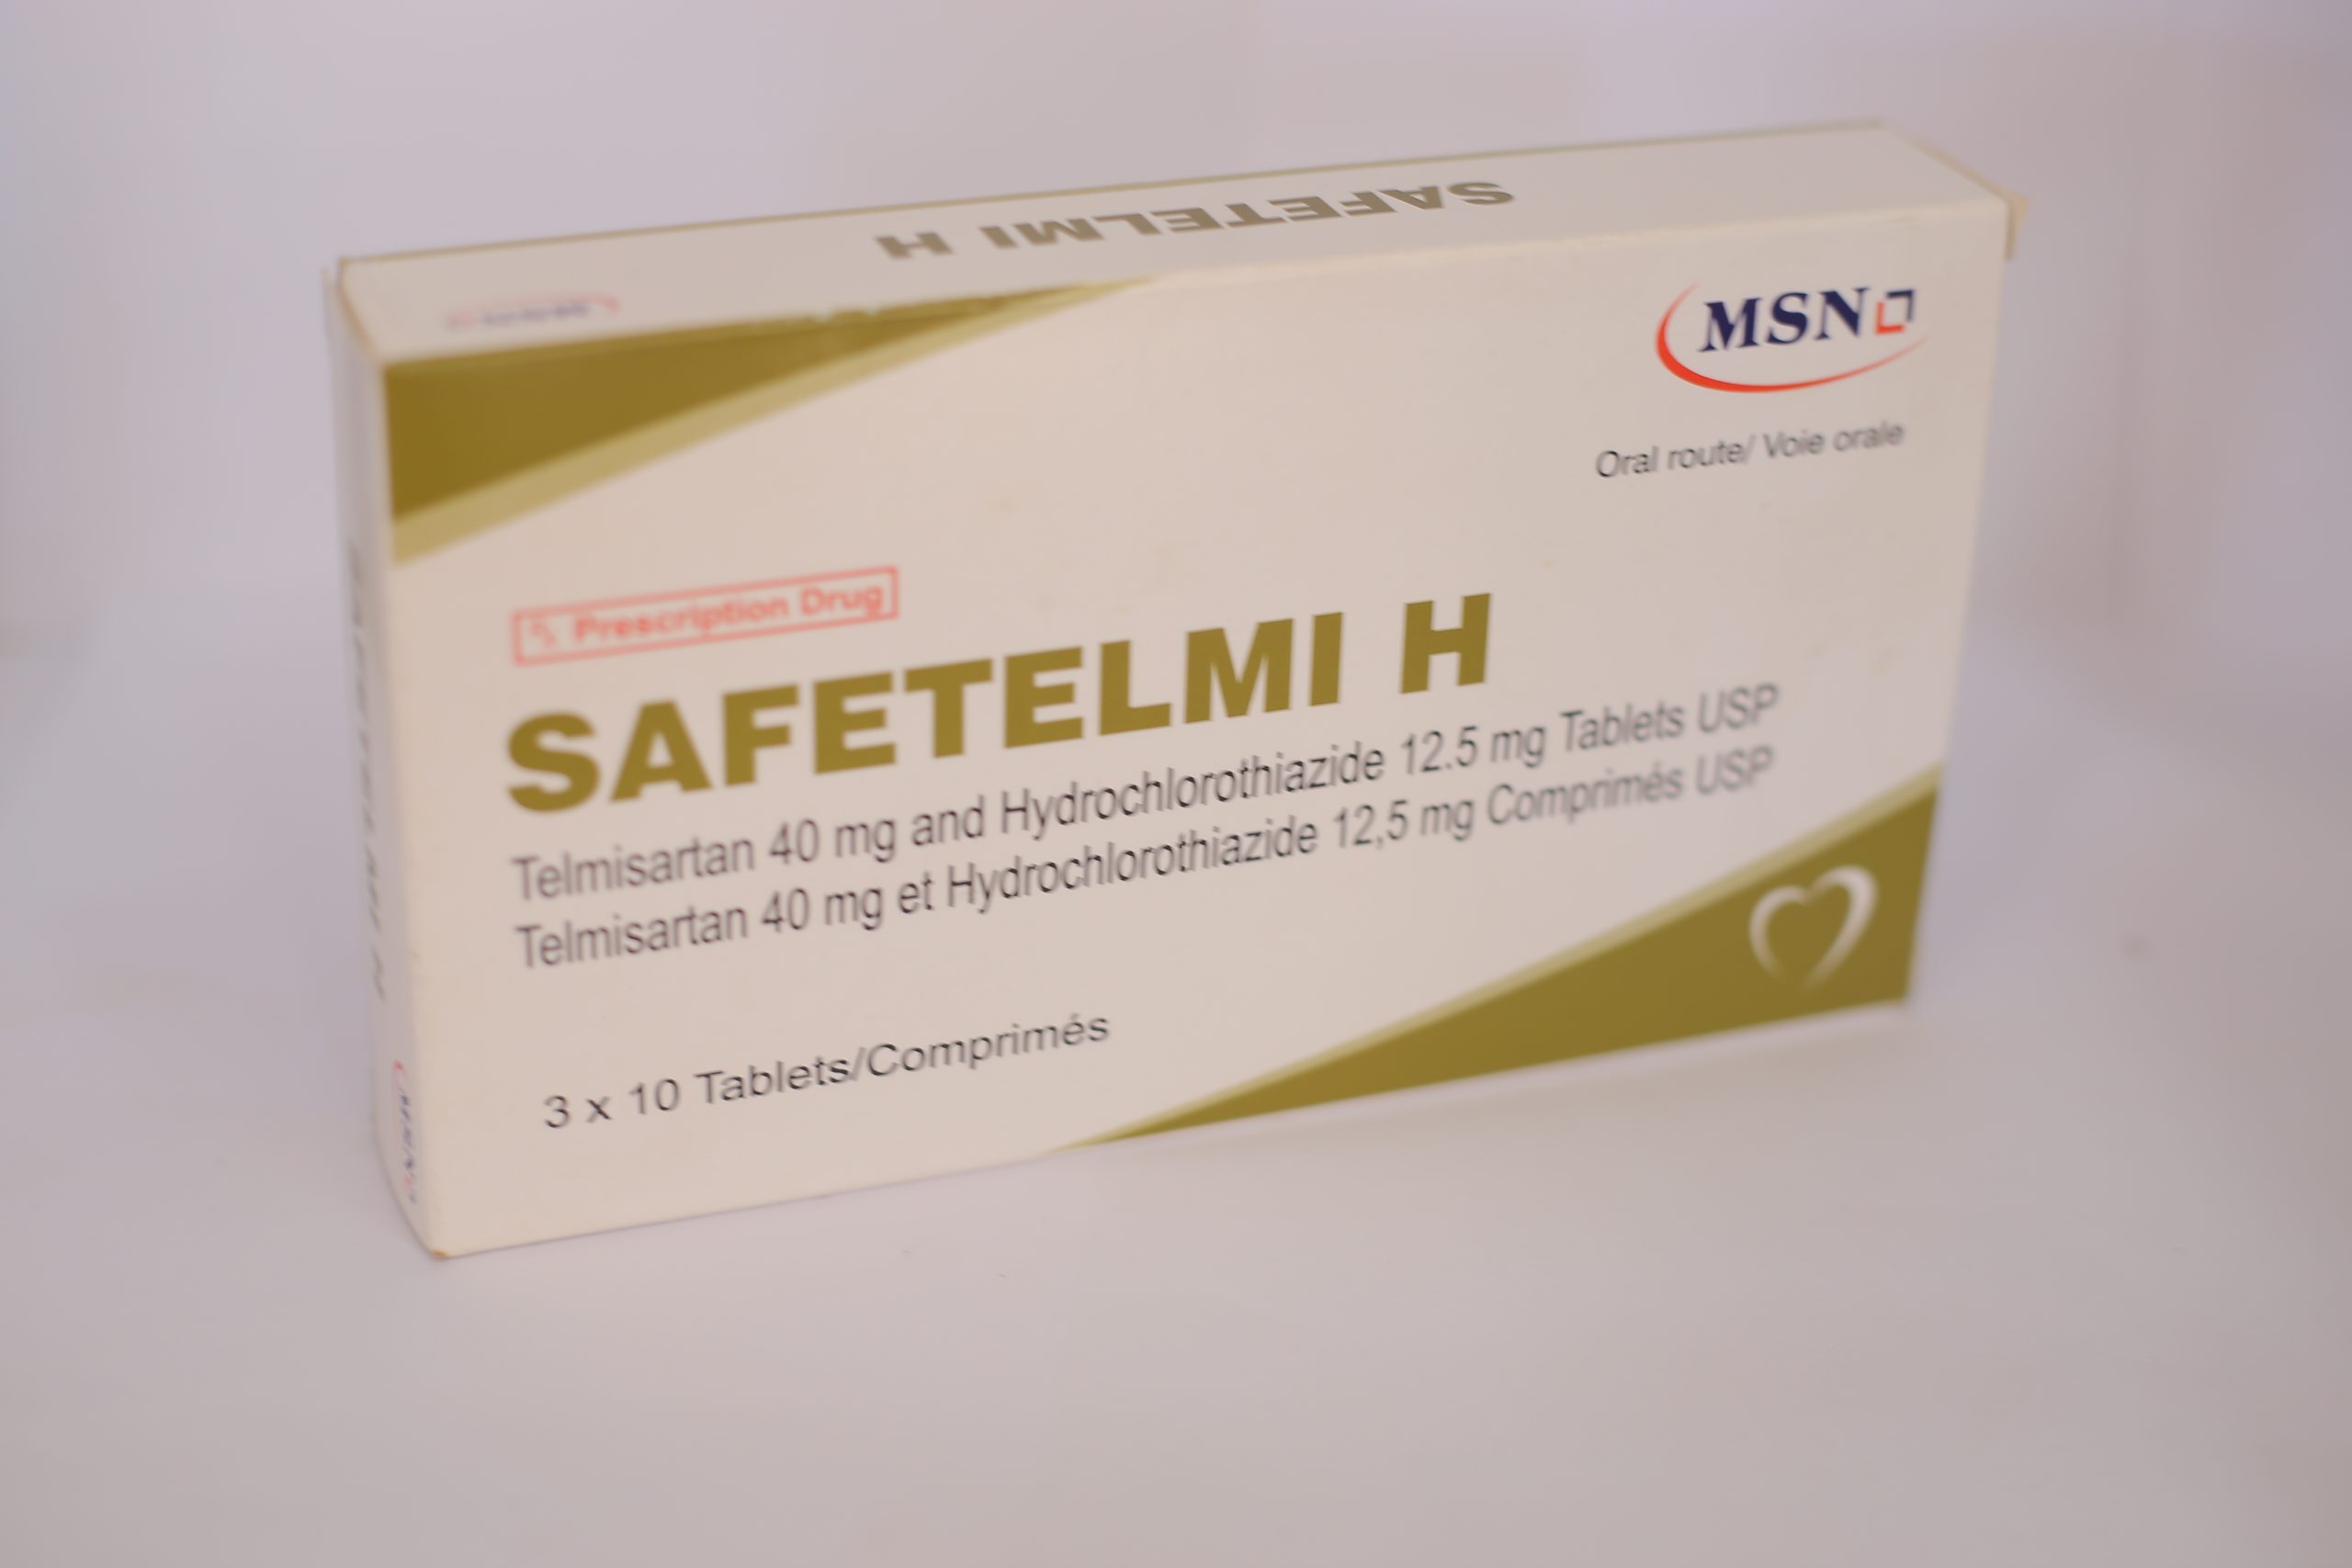 SAFETELMI H
MSN
Oral route/ Voie orale
Prescription Drug
SAFETELMI H
Telmisartan 40 mg and Hydrochlorothiazide 12.5 mg Tablets USP
Telmisartan 40 mg et Hydrochlorothiazide 12,5 mg Comprimés USP
3 x 10 Tablets/Comprimés